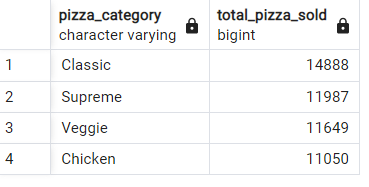 pizza_category total_pizza_sold
character varying bigint
1 Classic 14888
2 Supreme 11987
3 Veggie 11649
4 Chicken 11050